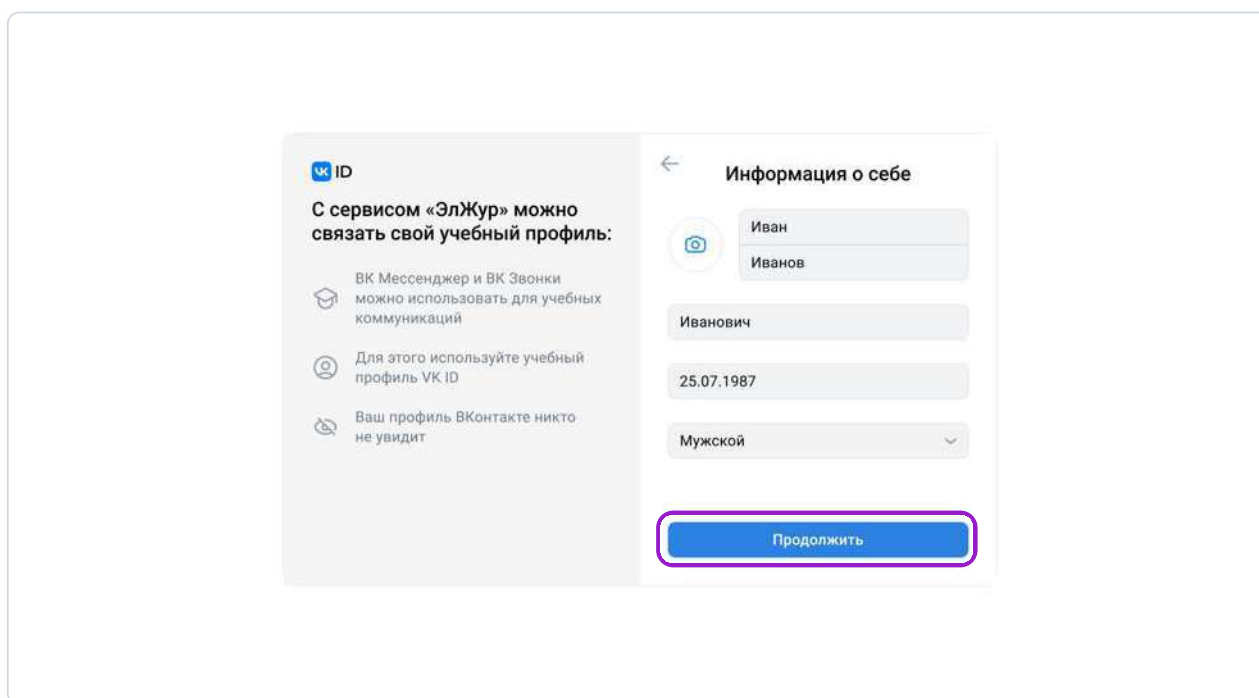 VK ID
С сервисом «ЭлЖур» можно
связать свой учебный профиль:
ВК Мессенджер и ВК Звонки
можно использовать для учебных
коммуникаций
Для этого используйте учебный
профиль VK ID
Ваш профиль ВКонтакте никто
не увидит
Информация о себе
Иван
Иванов
Иванович
25.07.1987
Мужской
Продолжить